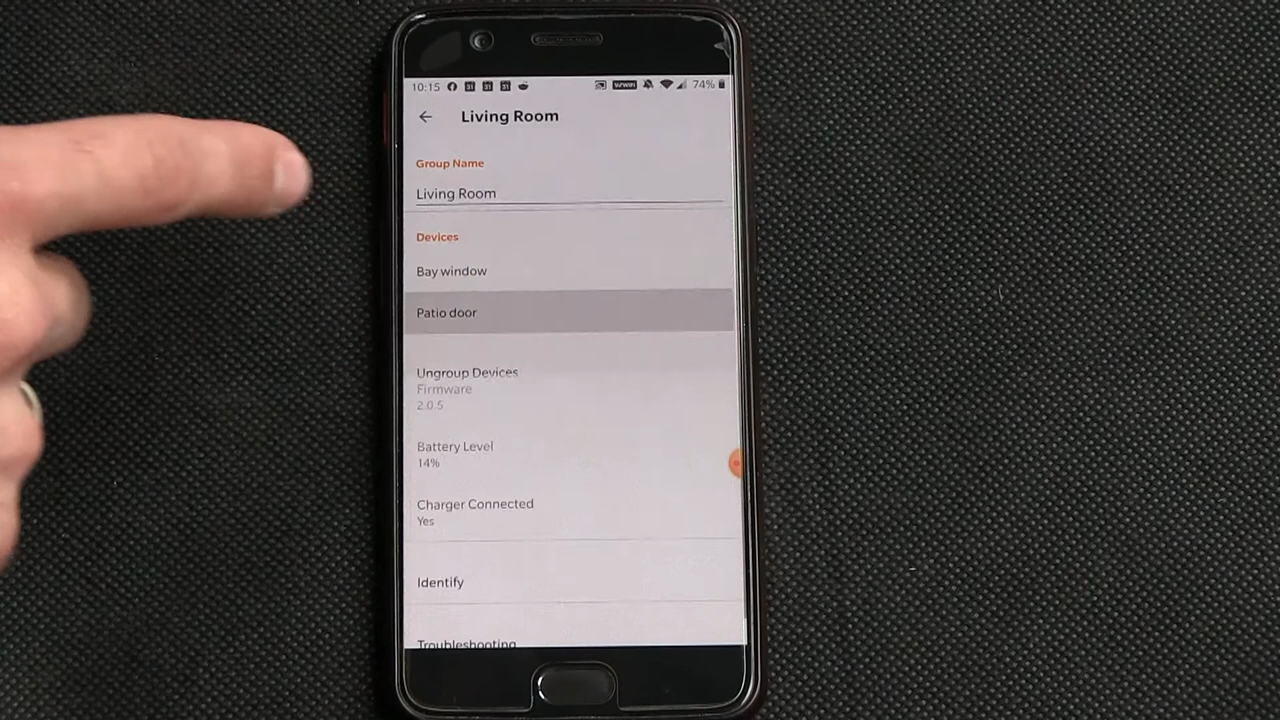 10:15 74%
Living Room
Group Name
Living Room
Devices
Bay window
Patio door
Ungroup Devices
Firmware
2.0.5
Battery Level
14%
Charger Connected
Yes
Identify
Troubleshooting